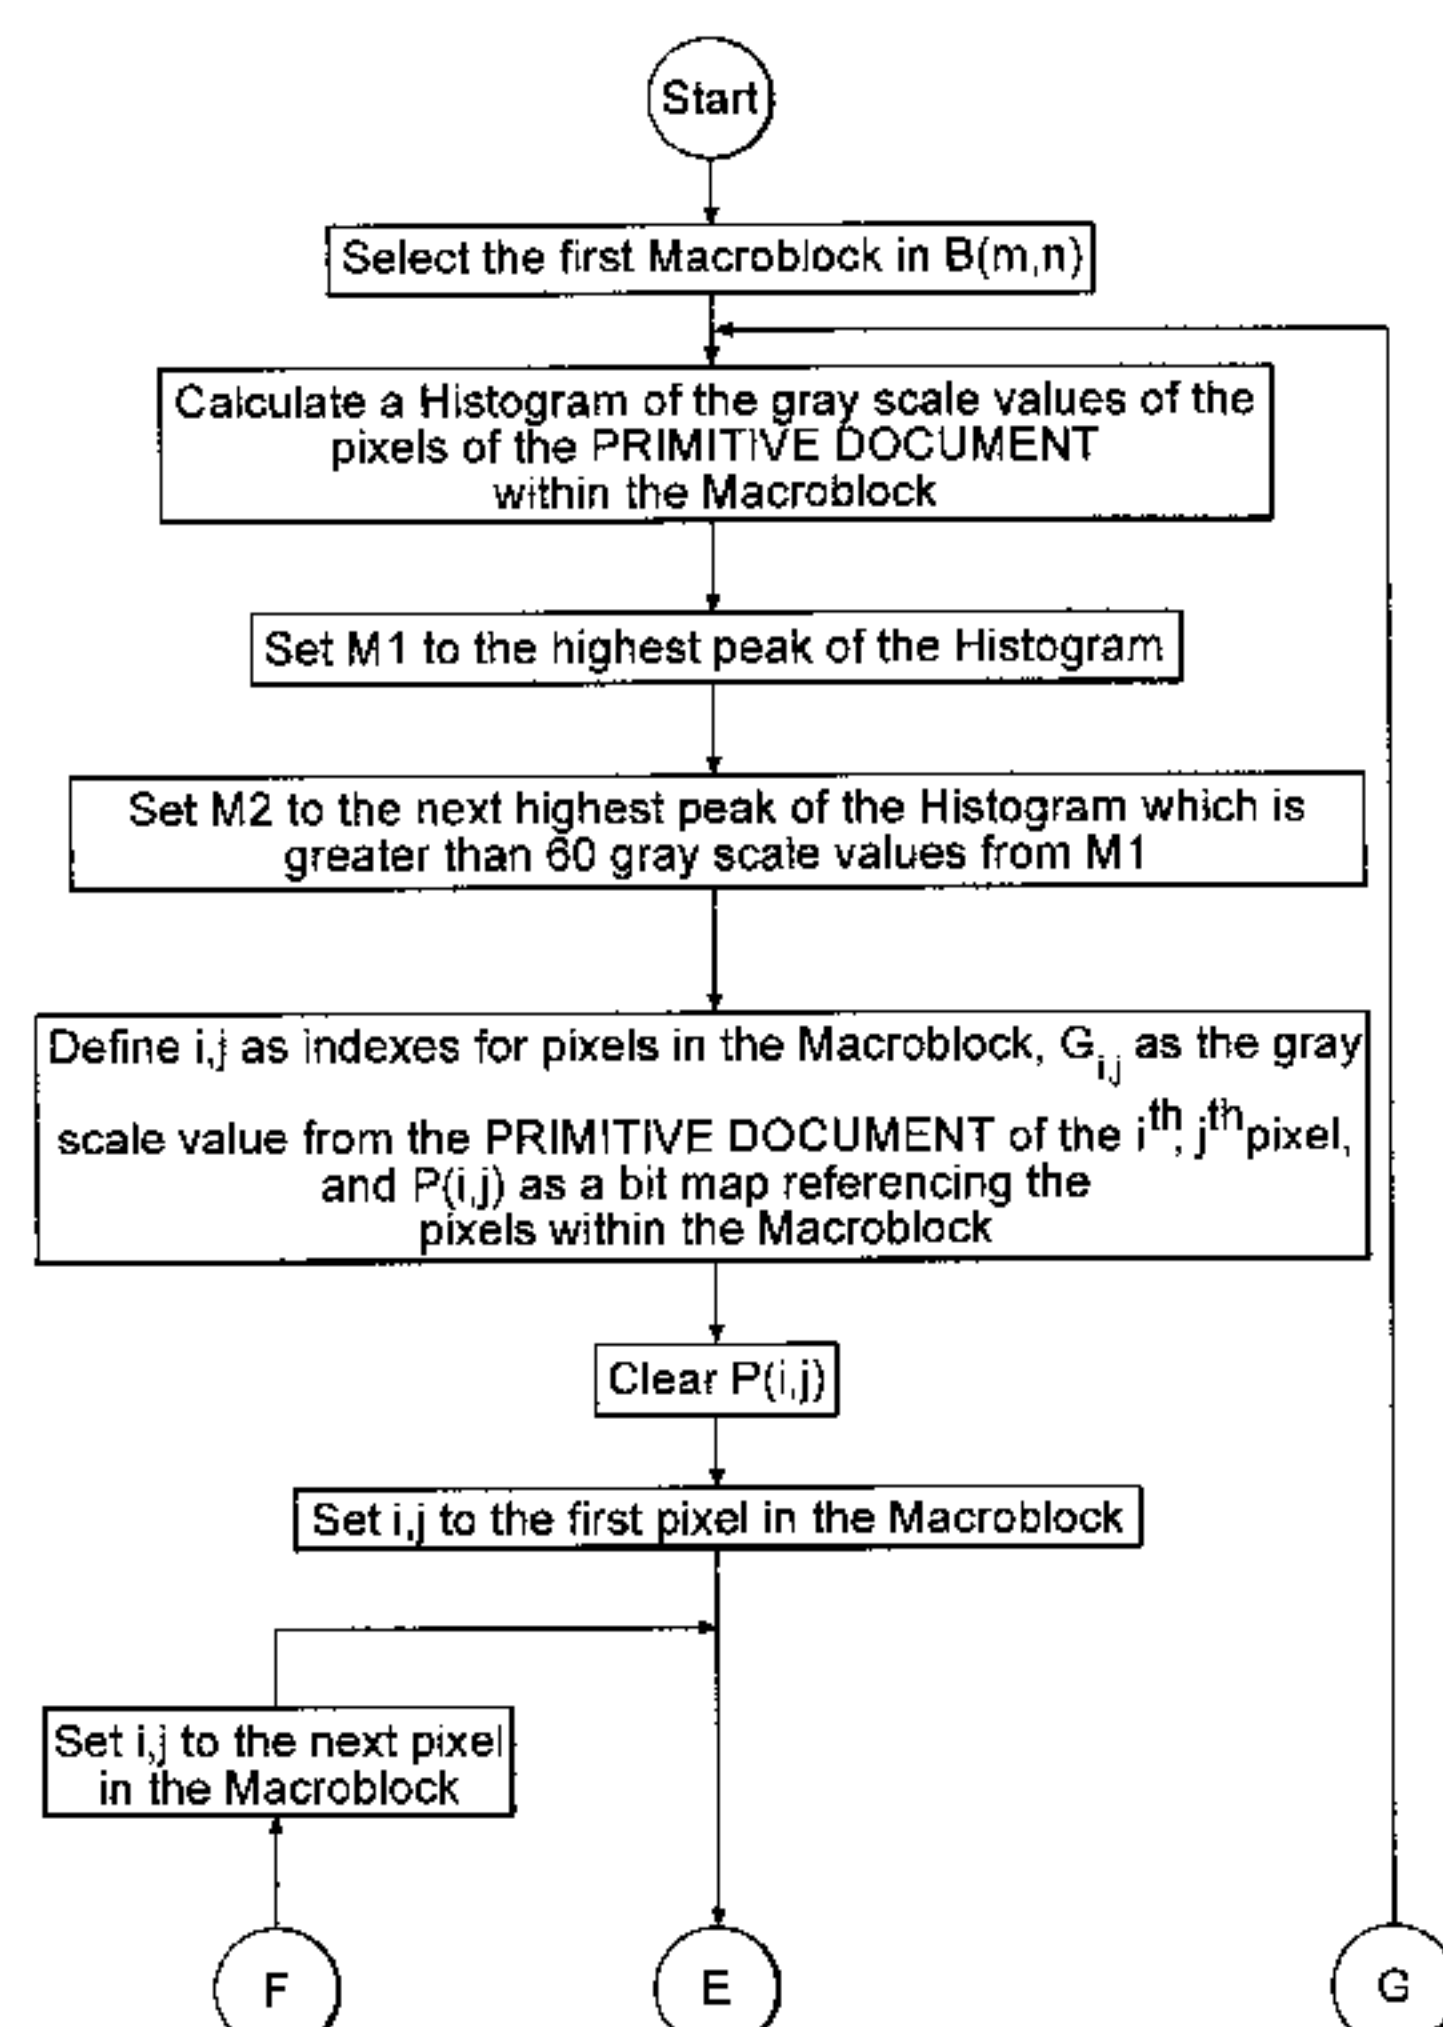 Start
Select the first Macroblock in B(m,n)
Calculate a Histogram of the gray scale values of the
pixels of the PRIMITIVE DOCUMENT
within the Macroblock
Set M1 to the highest peak of the Histogram
Set M2 to the next highest peak of the Histogram which is
greater than 60 gray scale values from M1
Define i,j as indexes for pixels in the Macroblock, Gi,j as the gray
scale value from the PRIMITIVE DOCUMENT of the ith, jth pixel,
and P(i,j) as a bit map referencing the
pixels within the Macroblock
Clear P(i,j)
Set i,j to the first pixel in the Macroblock
Set i,j to the next pixel
in the Macroblock
F
E
G